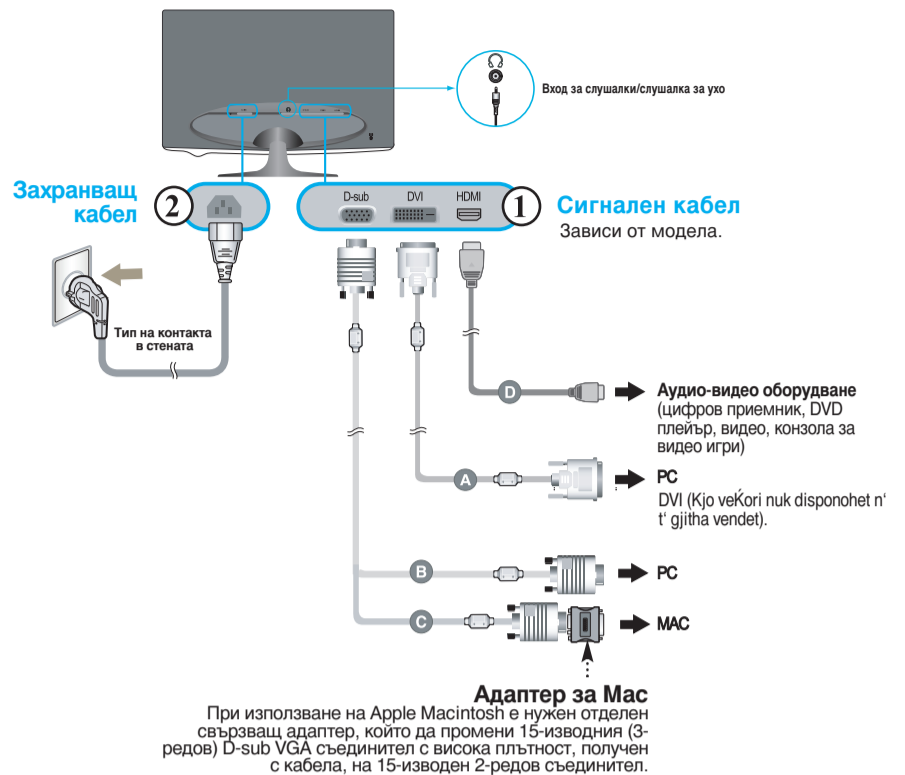 Вход за слушалки/слушалка за ухо
Захранващ
кабел
2
D-sub
DVI
HDMI
1
Сигнален кабел
Зависи от модела.
Тип на контакта
в стената
D
Аудио-видео оборудване
(цифров приемник, DVD
плейър, видео, конзола за
видео игри)
A
PC
DVI (Kjo veЌori nuk disponohet n‘
t‘ gjitha vendet).
B
PC
C
MAC
Адаптер за Mac
При използване на Apple Macintosh е нужен отделен
свързващ адаптер, който да промени 15-изводния (3-
редов) D-sub VGA съединител с висока плътност, получен
с кабела, на 15-изводен 2-редов съединител.